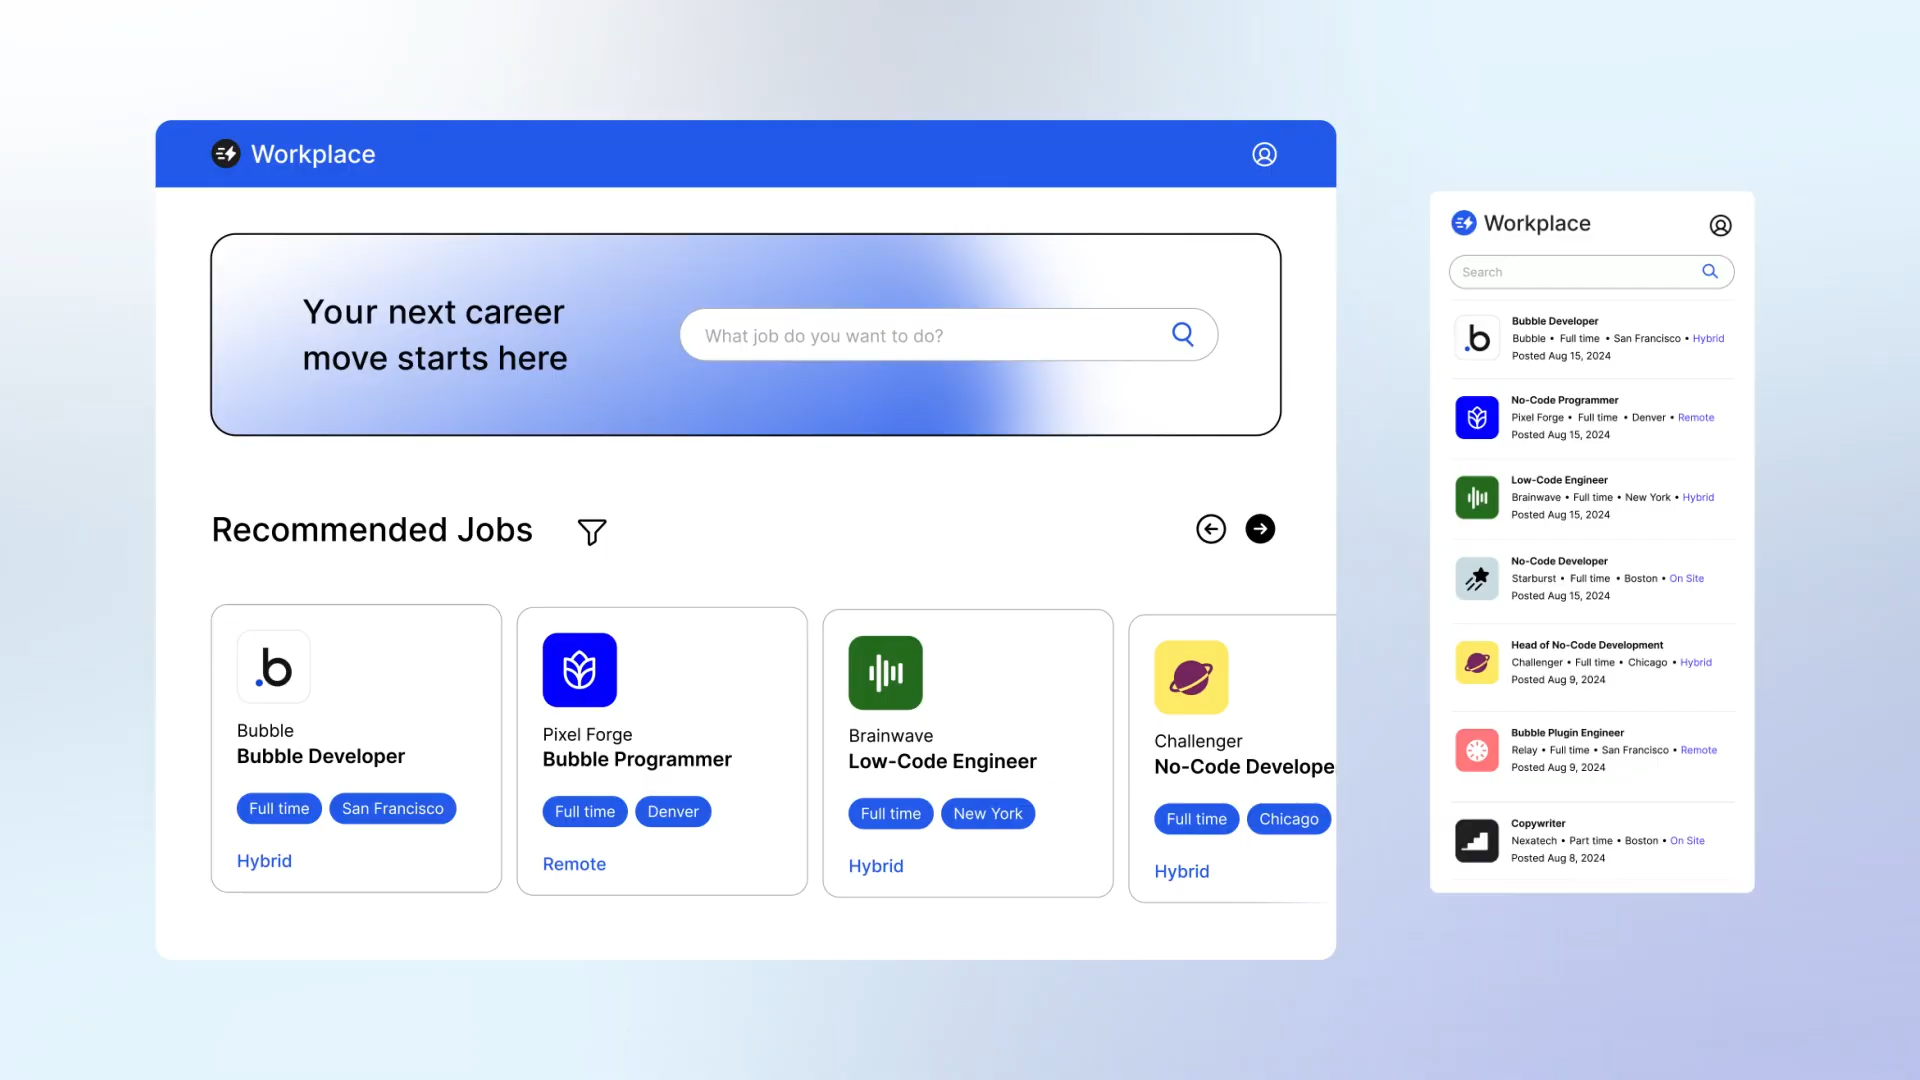 Workplace
Your next career
move starts here
What job do you want to do?
Recommended Jobs
Bubble
Bubble Developer
Full time
San Francisco
Hybrid
Pixel Forge
Bubble Programmer
Full time
Denver
Remote
Brainwave
Low-Code Engineer
Full time
New York
Hybrid
Challenger
No-Code Develope
Full time
Chicago
Hybrid
Workplace
Search
Bubble Developer
Bubble • Full time • San Francisco • Hybrid
Posted Aug 15, 2024
No-Code Programmer
Pixel Forge • Full time • Denver • Remote
Posted Aug 15, 2024
Low-Code Engineer
Brainwave • Full time • New York • Hybrid
Posted Aug 15, 2024
No-Code Developer
Starburst • Full time • Boston • On Site
Posted Aug 15, 2024
Head of No-Code Development
Challenger • Full time • Chicago • Hybrid
Posted Aug 9, 2024
Bubble Plugin Engineer
Relay • Full time • San Francisco • Remote
Posted Aug 9, 2024
Copywriter
Nexatech • Part time • Boston • On Site
Posted Aug 8, 2024